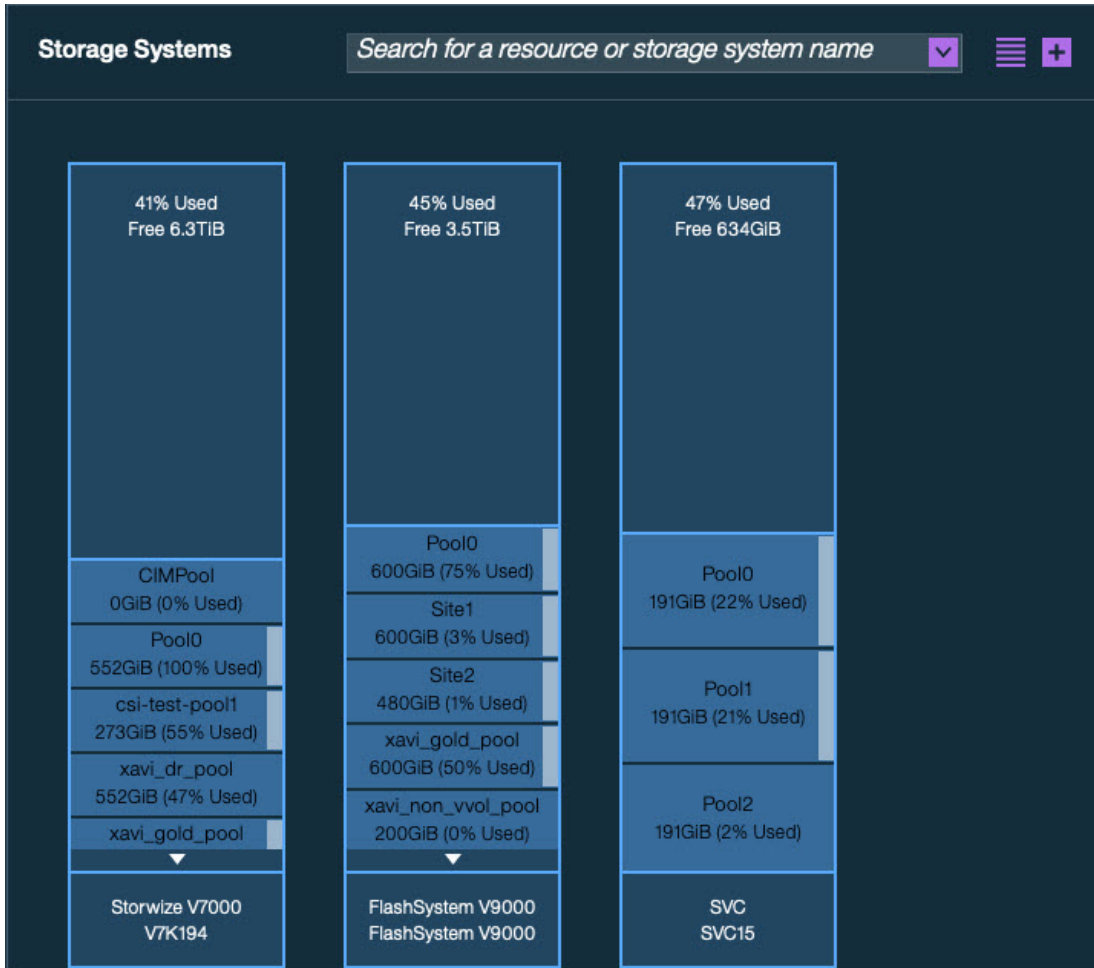 Storage Systems
Search for a resource or storage system name
41% Used
Free 6.3TiB
CIMPool
0GiB (0% Used)
Pool0
552GiB (100% Used)
csi-test-pool1
273GiB (55% Used)
xavi_dr_pool
552GiB (47% Used)
xavi_gold_pool
Storwize V7000
V7K194
45% Used
Free 3.5TiB
Pool0
600GiB (75% Used)
Site1
600GiB (3% Used)
Site2
480GiB (1% Used)
xavi_gold_pool
600GiB (50% Used)
xavi_non_vvol_pool
200GiB (0% Used)
FlashSystem V9000
FlashSystem V9000
47% Used
Free 634GiB
Pool0
191GiB (22% Used)
Pool1
191GiB (21% Used)
Pool2
191GiB (2% Used)
SVC
SVC15